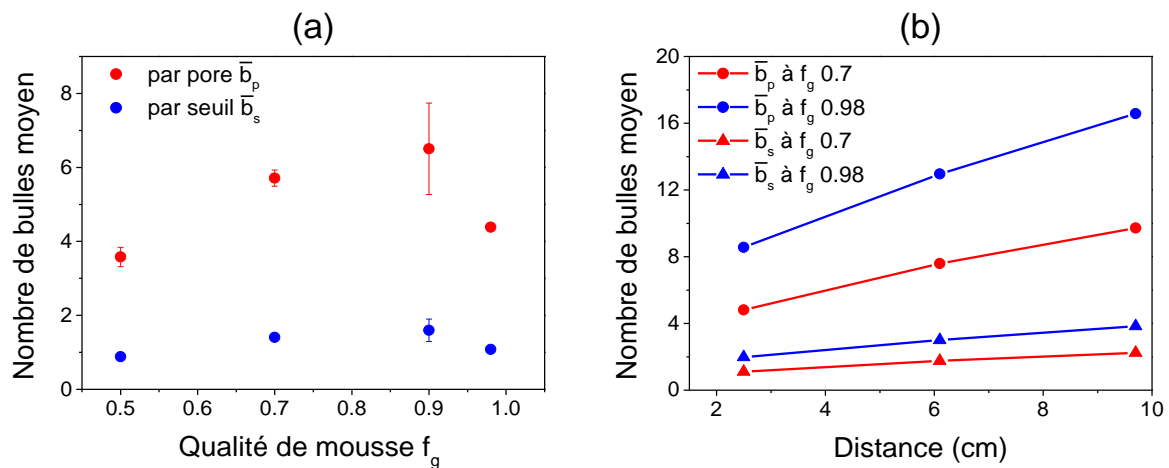 (a)
par pore b̅p
par seuil b̅s
Nombre de bulles moyen
8
6
4
2
0
0.5 0.6 0.7 0.8 0.9 1.0
Qualité de mousse fg
(b)
b̅p à fg 0.7
b̅p à fg 0.98
b̅s à fg 0.7
b̅s à fg 0.98
Nombre de bulles moyen
20
16
12
8
4
0
2 4 6 8 10
Distance (cm)